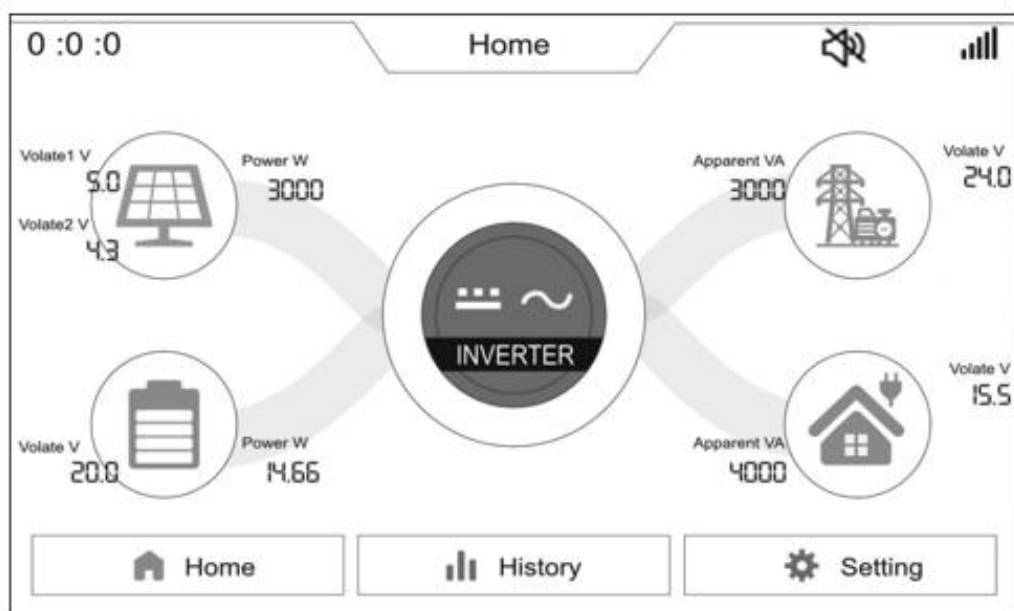 0 :0 :0
Home
Volate1 V
5.0
Volate2 V
4.3
Power W
3000
Apparent VA
3000
Volate V
24.0
INVERTER
Volate V
20.0
Power W
14.66
Apparent VA
4000
Volate V
15.5
Home
History
Setting